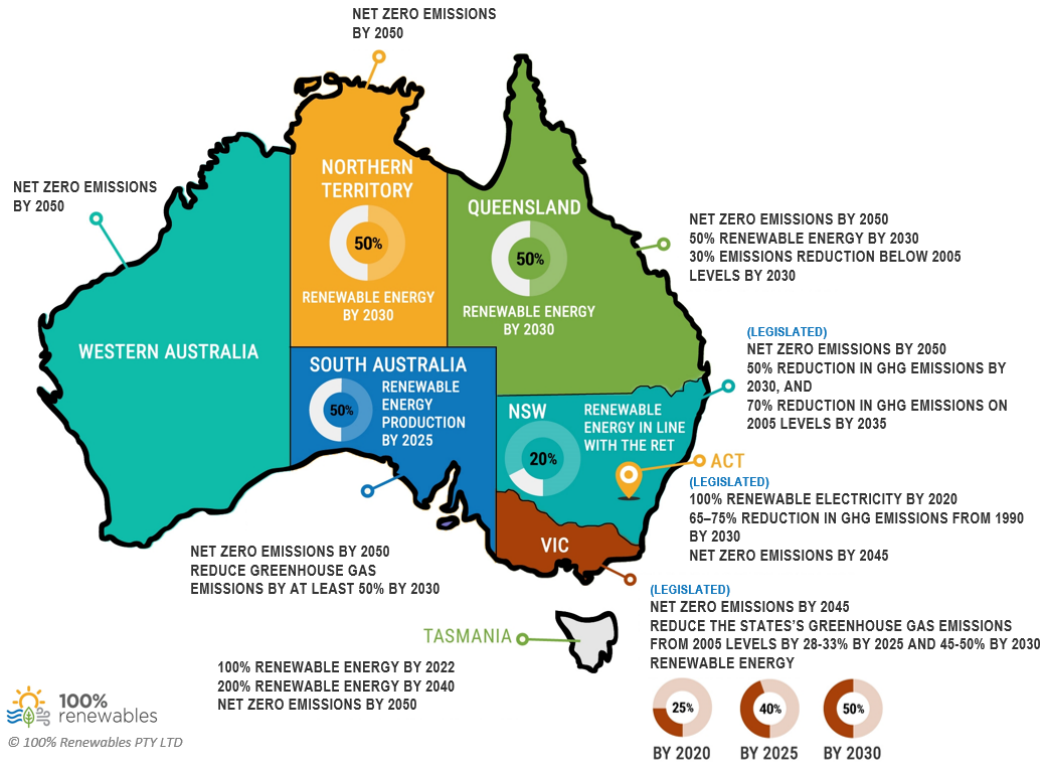 NET ZERO EMISSIONS
BY 2050
NORTHERN
TERRITORY
50%
RENEWABLE ENERGY
BY 2030
NET ZERO EMISSIONS
BY 2050
WESTERN AUSTRALIA
QUEENSLAND
50%
RENEWABLE ENERGY
BY 2030
NET ZERO EMISSIONS BY 2050
50% RENEWABLE ENERGY BY 2030
30% EMISSIONS REDUCTION BELOW 2005
LEVELS BY 2030
SOUTH AUSTRALIA
50%
RENEWABLE
ENERGY
PRODUCTION
BY 2025
NET ZERO EMISSIONS BY 2050
REDUCE GREENHOUSE GAS
EMISSIONS BY AT LEAST 50% BY 2030
NSW
20%
RENEWABLE
ENERGY IN LINE
WITH THE RET
(LEGISLATED)
NET ZERO EMISSIONS BY 2050
50% REDUCTION IN GHG EMISSIONS BY
2030, AND
70% REDUCTION IN GHG EMISSIONS ON
2005 LEVELS BY 2035
ACT
(LEGISLATED)
100% RENEWABLE ELECTRICITY BY 2020
65–75% REDUCTION IN GHG EMISSIONS FROM 1990
BY 2030
NET ZERO EMISSIONS BY 2045
VIC
(LEGISLATED)
NET ZERO EMISSIONS BY 2045
REDUCE THE STATES'S GREENHOUSE GAS EMISSIONS
FROM 2005 LEVELS BY 28-33% BY 2025 AND 45-50% BY 2030
RENEWABLE ENERGY
25%
BY 2020
40%
BY 2025
50%
BY 2030
TASMANIA
100% RENEWABLE ENERGY BY 2022
200% RENEWABLE ENERGY BY 2040
NET ZERO EMISSIONS BY 2050
100%
renewables
© 100% Renewables PTY LTD